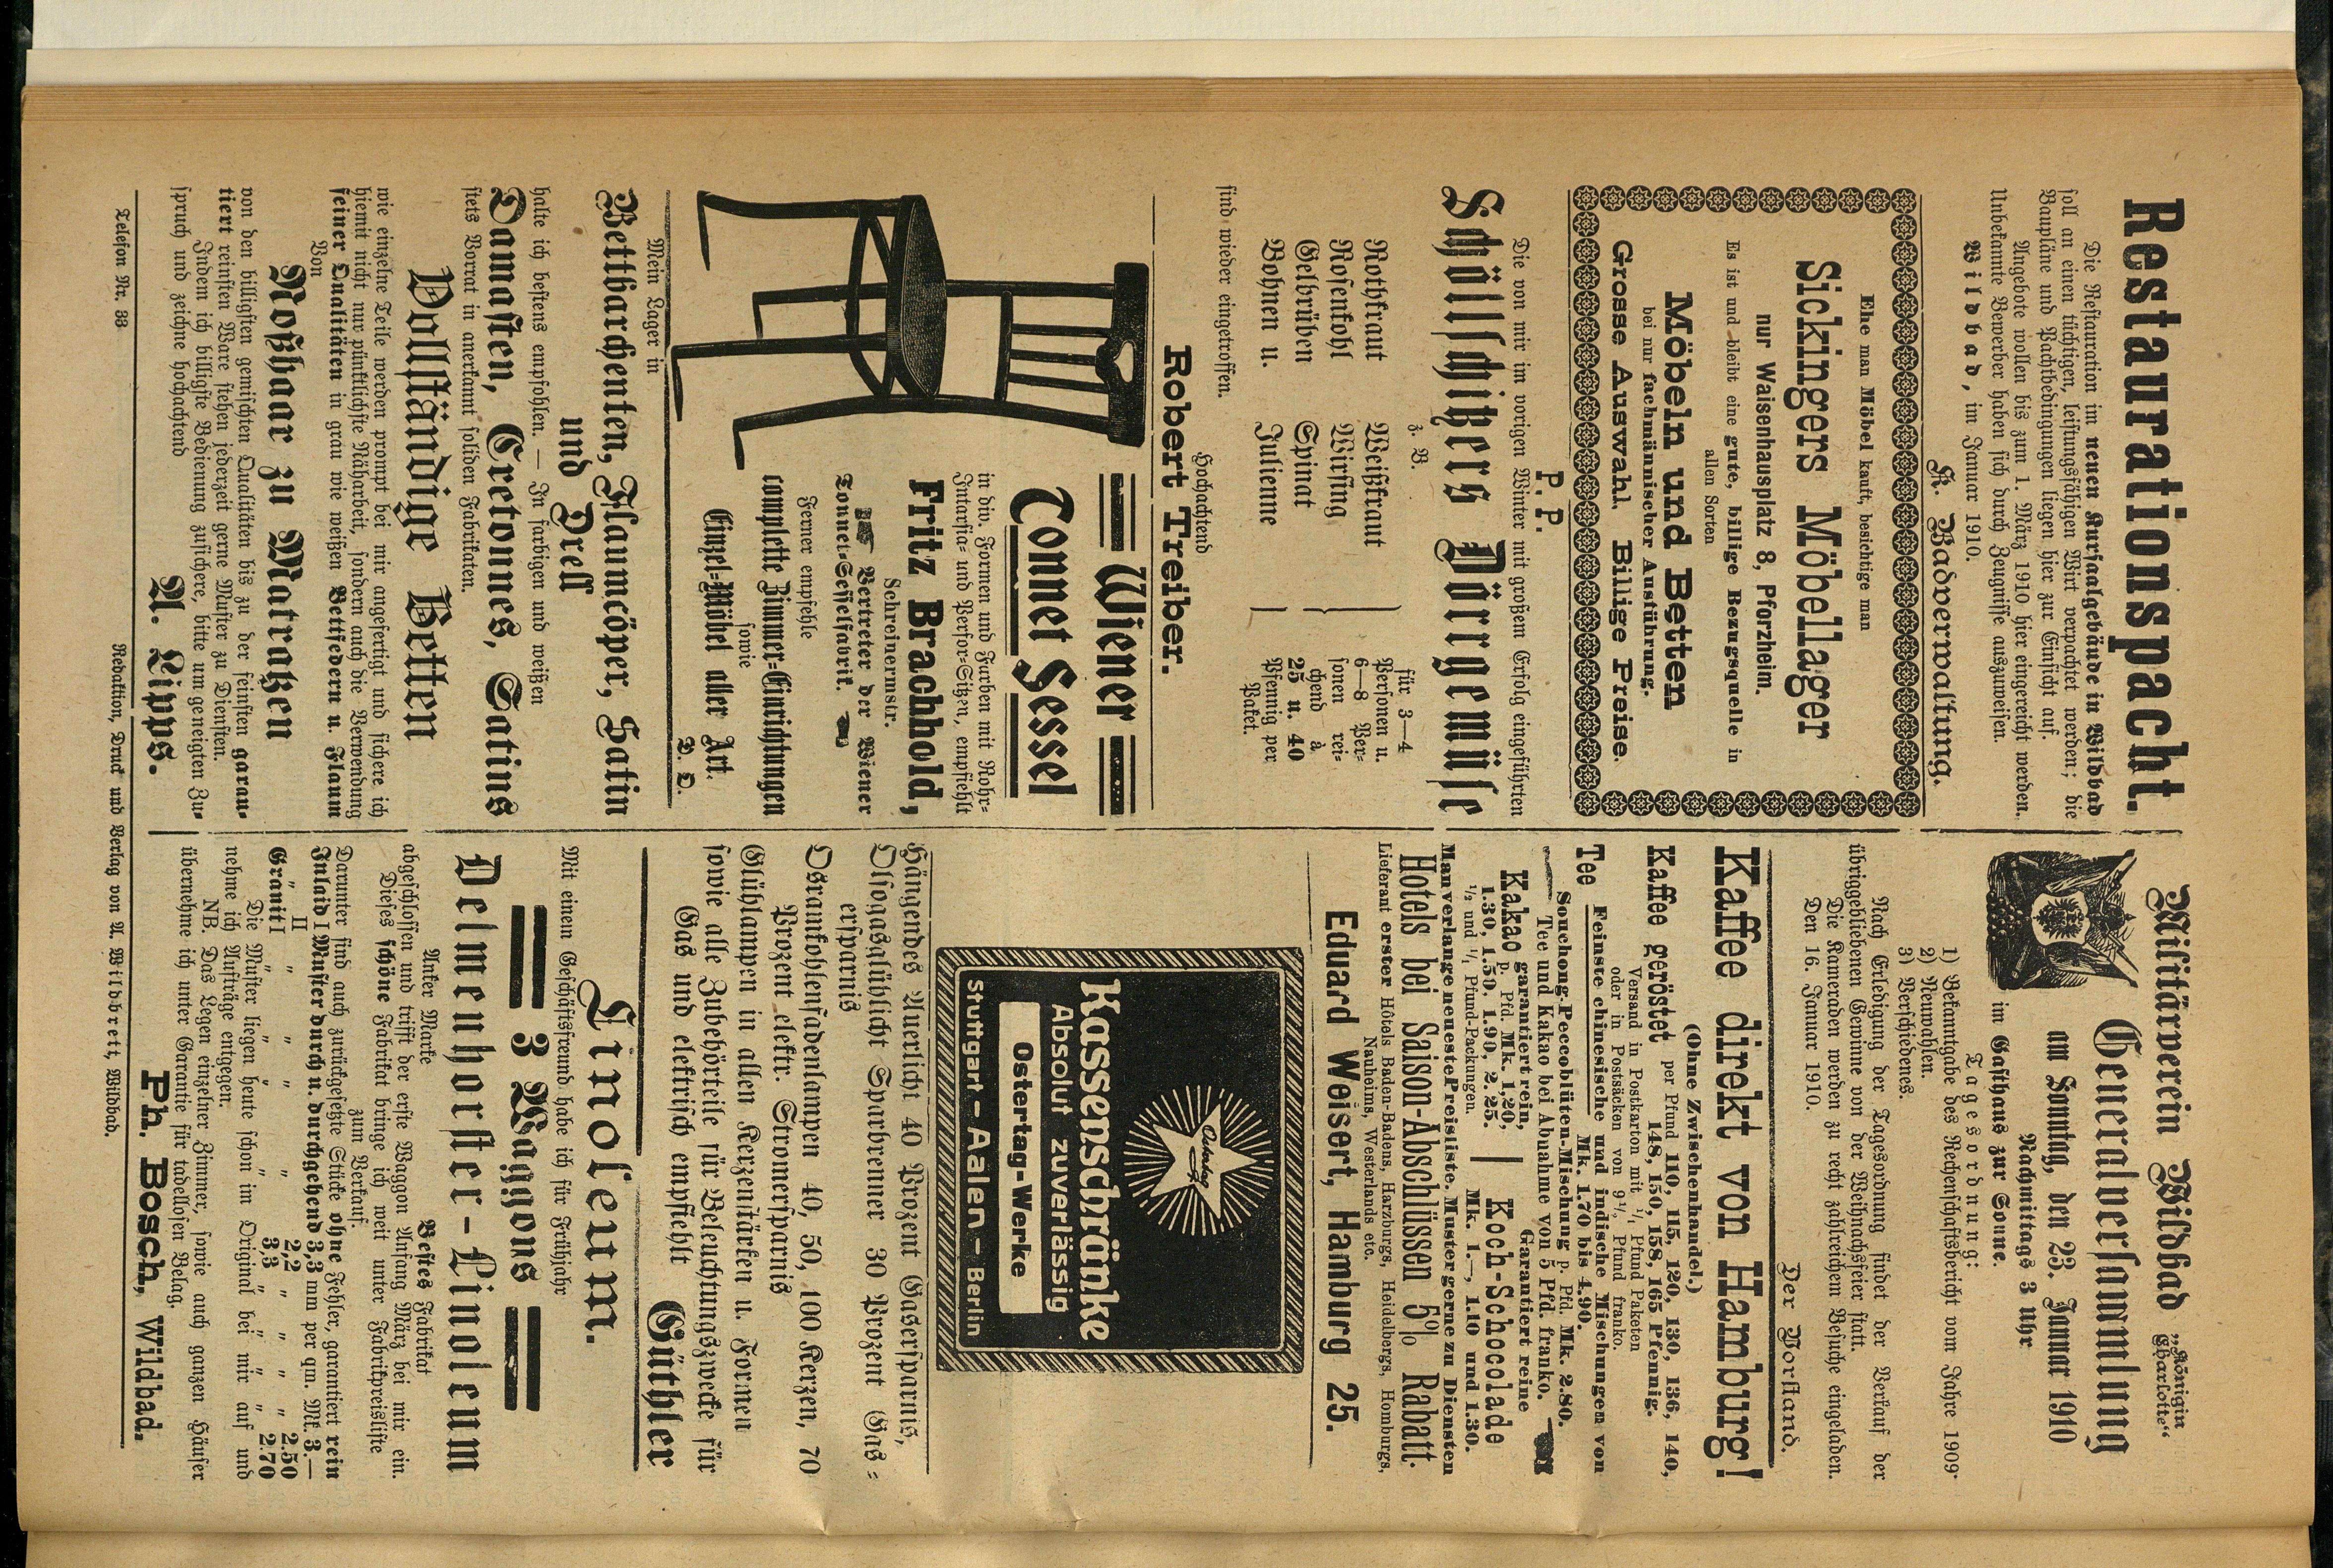 Restaurationspacht.
Die Restauration im neuen Kursaalgebäude in Wildbad
soll an einen tüchtigen, leistungsfähigen Wirt verpachtet werden; die
Baupläne und Pachtbedingungen liegen hier zur Einsicht auf.
Angebote wollen bis zum 1. März 1910 hier eingereicht werden.
Unbekannte Bewerber haben sich durch Zeugnisse auszuweisen.
Wildbad, im Januar 1910.
K. Badverwaltung.
Ehe man Möbel kauft, besichtige man
Sickingers Möbellager
nur Waisenhausplatz 8, Pforzheim.
Es ist und bleibt eine gute, billige Bezugsquelle in
allen Sorten
Möbeln und Betten
bei nur fachmännischer Ausführung.
Grosse Auswahl. Billige Preise.
P. P.
Die von mir im vorigen Winter mit großem Erfolg eingeführten
Schöllschitzers Dörrgemüse
z. B.
Rothkraut Weißkraut
Rosenkohl Wirsing
Gelbrüben Spinat
Bohnen u. Julienne
für 3—4
Personen u.
6—8 Per-
sonen rei-
chend à
25 u. 40
Pfennig per
Paket.
sind wieder eingetroffen.
Hochachtend
Robert Treiber.
Wiener
Tonnet Sessel
in div. Formen und Farben mit Rohr-
Intarsia- und Perfor-Sitzen, empfiehlt
Fritz Brachhold,
Schreinermstr.
Vertreter der Wiener
Tonnet-Sesselfabrik.
Ferner empfehle
complette Zimmer-Einrichtungen
sowie
Einzel-Möbel aller Art.
D. O.
Mein Lager in
Bettbarchenten, Flaumcöper, Satin
und Drell
halte ich bestens empfohlen. — In farbigen und weißen
Damasten, Cretonnes, Satins
stets Vorrat in anerkannt soliden Fabrikaten.
Vollständige Betten
wie einzelne Teile werden prompt bei mir angefertigt und sichere ich
hiemit nicht nur pünktlichste Näharbeit, sondern auch die Verwendung
feiner Qualitäten in grau wie weißen Bettfedern u. Flaum
Von
Roßhaar zu Matratzen
von den billigsten gemischten Qualitäten bis zu der feinsten garan-
tiert reinsten Ware stehen jederzeit gerne Muster zu Diensten.
Indem ich billigste Bedienung zusichere, bitte um geneigten Zu-
spruch und zeichne hochachtend
A. Lipps.
Telefon Nr. 33
Militärverein Wildbad „Königin
Charlotte“
Generalversammlung
am Sonntag, den 23. Januar 1910
Nachmittags 3 Uhr
im Gasthaus zur Sonne.
Tagesordnung:
1) Bekanntgabe des Rechenschaftsbericht vom Jahre 1909.
2) Neuwahlen.
3) Verschiedenes.
Nach Erledigung der Tagesordnung findet der Verkauf der
übriggebliebenen Gewinne von der Weihnachsfeier statt.
Die Kameraden werden zu recht zahlreichem Besuche eingeladen.
Den 16. Januar 1910.
Der Vorstand.
Kaffee direkt von Hamburg!
(Ohne Zwischenhandel.)
Kaffee geröstet per Pfund 110, 115, 120, 130, 136, 140,
148, 150, 158, 165 Pfennig.
Versand in Postkarton mit 1/1 Pfund Paketen
oder in Postsäcken von 9 1/2 Pfund franko.
Tee Feinste chinesische und indische Mischungen von
Mk. 1.70 bis 4.90.
Souchong-Peccoblüten-Mischung p. Pfd. Mk. 2.80.
Tee und Kakao bei Abnahme von 5 Pfd. franko.
Kakao garantiert rein,
p. Pfd. Mk. 1,20,
1.30, 1.50, 1.90, 2.25.
1/2 und 1/1 Pfund-Packungen.
Koch-Schocolade
Garantiert reine
Mk. 1.—, 1.10 und 1.30.
Man verlange neueste Preisliste. Muster gerne zu Diensten
Hotels bei Saison-Abschlüssen 5% Rabatt.
Lieferant erster Hôtels Baden-Badens, Harzburgs, Heidelbergs, Homburgs,
Nauheims, Westerlands etc.
Eduard Weisert, Hamburg 25.
Ostertag
Kassenschränke
Absolut zuverlässig
Ostertag-Werke
Stuttgart – Aalen – Berlin
Hängendes Auerlicht 40 Prozent Gasersparnis,
Olsogasglühlicht Sparbrenner 30 Prozent Gas-
ersparnis
Osramkohlenfadenlampen 40, 50, 100 Kerzen, 70
Prozent elektr. Stromersparnis
Glühlampen in allen Kerzenstärken u. Formen
sowie alle Zubehörteile für Beleuchtungszwecke für
Gas und elektrisch empfiehlt
Güthler
Linoleum.
Mit einem Geschäftsfreund habe ich für Frühjahr
3 Waggons
Delmenhorster-Linoleum
Anker Marke Bestes Fabrikat
abgeschlossen und trifft der erste Waggon Anfang März bei mir ein.
Dieses schöne Fabrikat bringe ich weit unter Fabrikpreisliste
zum Verkauf.
Darunter sind auch zurückgesetzte Stücke ohne Fehler, garantiert rein
Inlaid I Muster durch u. durchgehend 3,3 mm per qm. Mk. 3.—
„ II „ „ „ „ 2,2 „ „ „ 2.50
Granit I „ „ „ „ 3,3 „ „ „ 2.70
Die Muster liegen heute schon im Original bei mir auf und
nehme ich Aufträge entgegen.
NB. Das Legen einzelner Zimmer, sowie auch ganzen Häuser
übernehme ich unter Garantie für tadellosen Belag.
Ph. Bosch, Wildbad.
Redaktion, Druck und Verlag von A. Wildbrett, Wildbad.